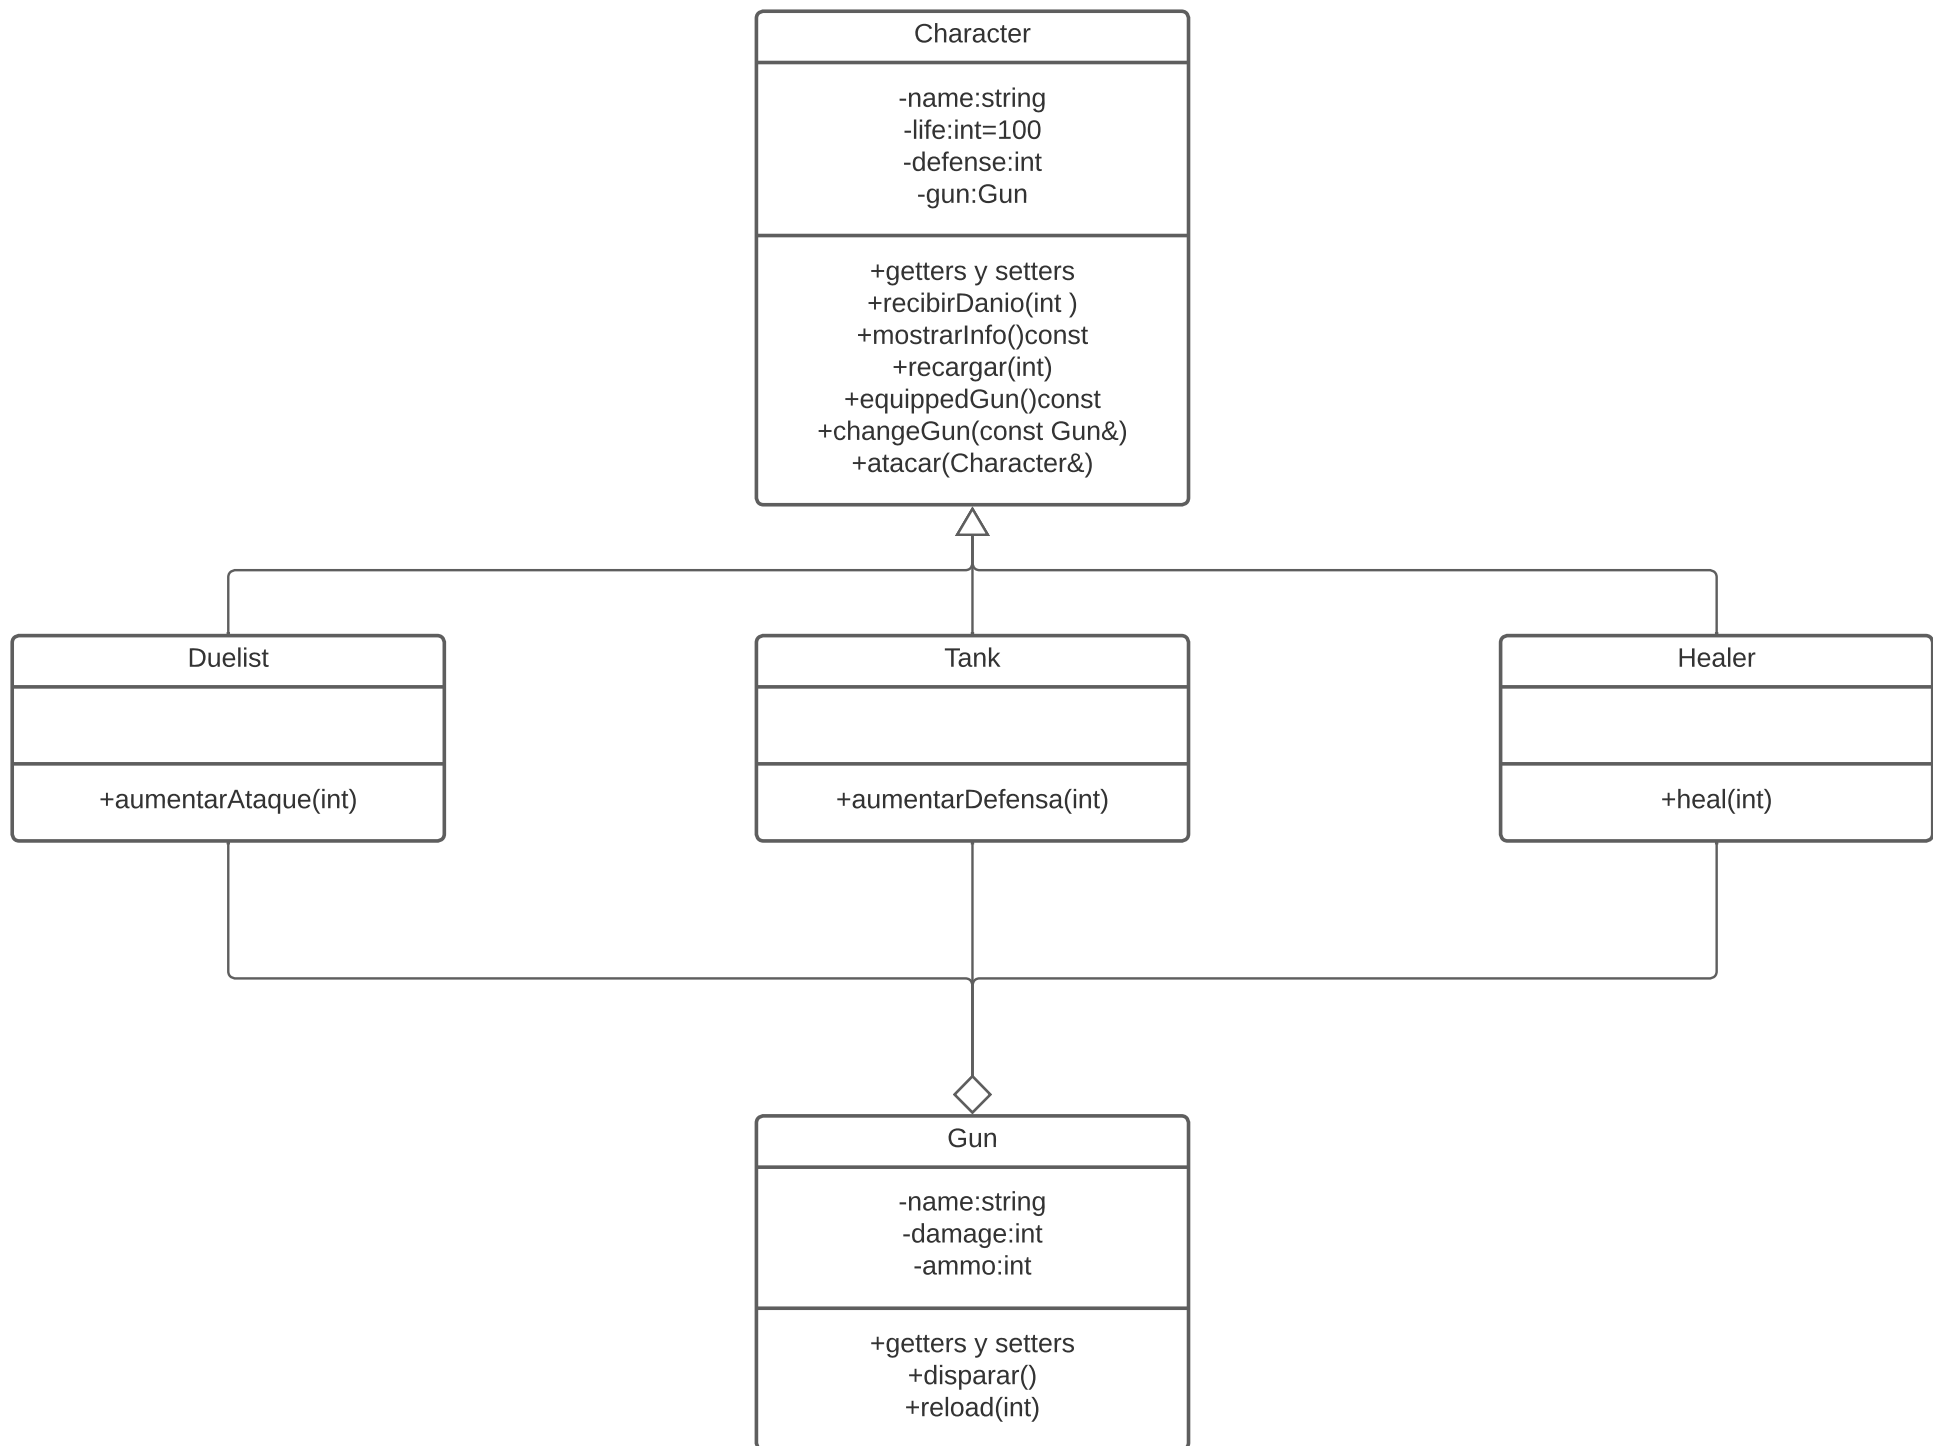 Character
-name:string
-life:int=100
-defense:int
-gun:Gun
+getters y setters
+recibirDanio(int )
+mostrarInfo()const
+recargar(int)
+equippedGun()const
+changeGun(const Gun&)
+atacar(Character&)
Duelist
+aumentarAtaque(int)
Tank
+aumentarDefensa(int)
Healer
+heal(int)
Gun
-name:string
-damage:int
-ammo:int
+getters y setters
+disparar()
+reload(int)